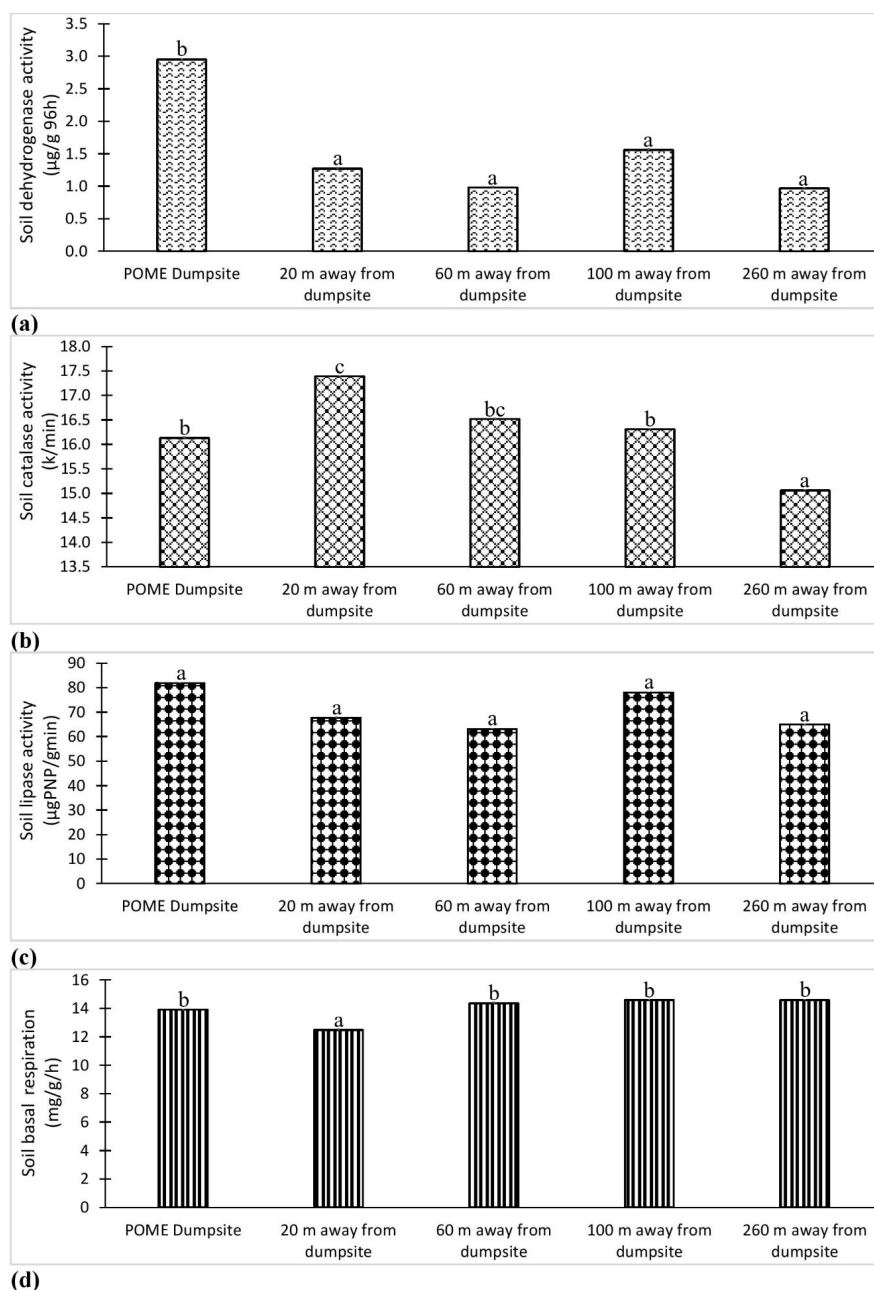 Soil dehydrogenase activity
(µg/g 96h)
3.5
3.0
2.5
2.0
1.5
1.0
0.5
0.0
b
a
a
a
a
POME Dumpsite
20 m away from
dumpsite
60 m away from
dumpsite
100 m away from
dumpsite
260 m away from
dumpsite
(a)
Soil catalase activity
(k/min)
18.0
17.5
17.0
16.5
16.0
15.5
15.0
14.5
14.0
13.5
b
c
bc
b
a
POME Dumpsite
20 m away from
dumpsite
60 m away from
dumpsite
100 m away from
dumpsite
260 m away from
dumpsite
(b)
Soil lipase activity
(µgPNP/gmin)
90
80
70
60
50
40
30
20
10
0
a
a
a
a
a
POME Dumpsite
20 m away from
dumpsite
60 m away from
dumpsite
100 m away from
dumpsite
260 m away from
dumpsite
(c)
Soil basal respiration
(mg/g/h)
16
14
12
10
8
6
4
2
0
b
a
b
b
b
POME Dumpsite
20 m away from
dumpsite
60 m away from
dumpsite
100 m away from
dumpsite
260 m away from
dumpsite
(d)